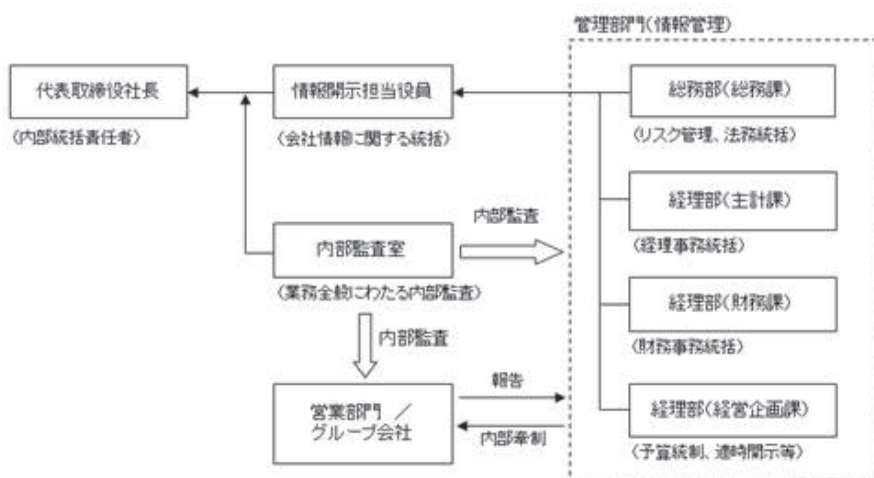 管理部門(情報管理)
代表取締役社長
(内部統括責任者)
情報開示担当役員
(会社情報に関する統括)
総務部(総務課)
(リスク管理、法務統括)
内部監査
経理部(主計課)
(経理事務統括)
内部監査室
(業務全般にわたる内部監査)
経理部(財務課)
(財務事務統括)
内部監査
営業部門 ／
グループ会社
報告
内部牽制
経理部(経営企画課)
(予算統制、適時開示等)